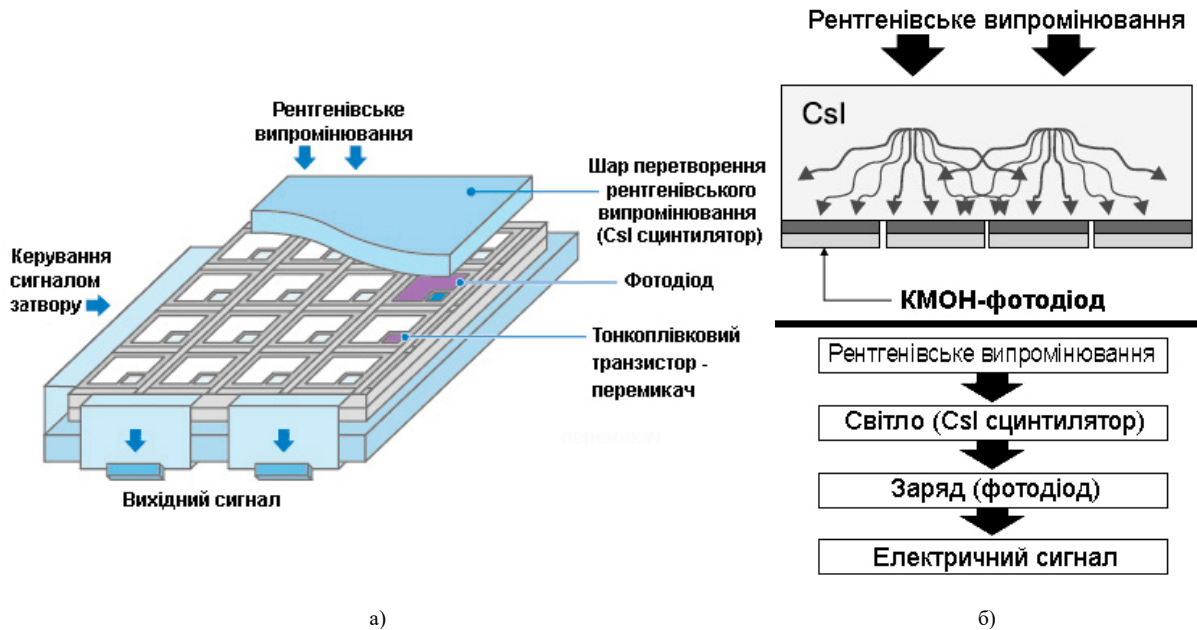 Рентгенівське
випромінювання
Шар перетворення
рентгенівського
випромінювання
(CsI сцинтилятор)
Керування
сигналом
затвору
Фотодіод
Тонкоплівковий
транзистор -
перемикач
Вихідний сигнал
а)
Рентгенівське випромінювання
CsI
КМОН-фотодіод
Рентгенівське випромінювання
Світло (CsI сцинтилятор)
Заряд (фотодіод)
Електричний сигнал
б)